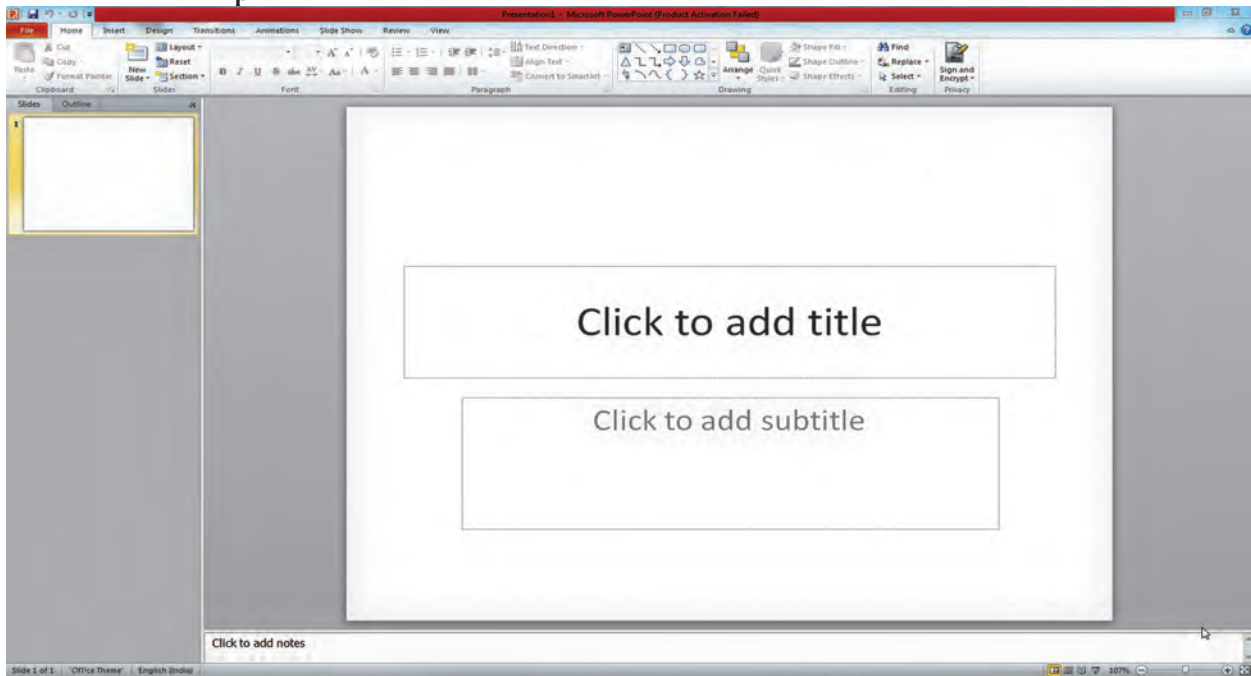 Presentation1 - Microsoft PowerPoint (Product Activation Failed)
File Home Insert Design Transitions Animations Slide Show Review View
Cut
Copy
Format Painter
Paste
Clipboard
New Slide
Layout
Reset
Section
Slides
Font
Text Direction
Align Text
Convert to SmartArt
Paragraph
Arrange
Quick Styles
Shape Fill
Shape Outline
Shape Effects
Drawing
Find
Replace
Select
Editing
Sign and Encrypt
Privacy
Slides Outline
1
Click to add title
Click to add subtitle
Click to add notes
Slide 1 of 1 "Office Theme" English (India) 107%